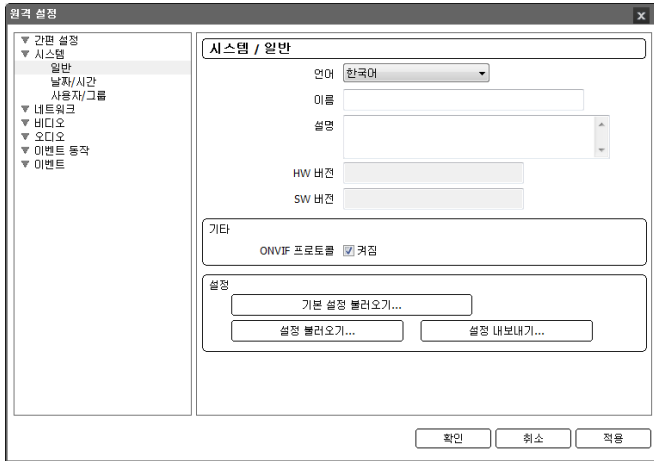 원격 설정
x
간편 설정
시스템
일반
날짜/시간
사용자/그룹
네트워크
비디오
오디오
이벤트 동작
이벤트
시스템 / 일반
언어 한국어
이름
설명
HW 버전
SW 버전
기타
ONVIF 프로토콜 켜짐
설정
기본 설정 불러오기...
설정 불러오기... 설정 내보내기...
확인 취소 적용